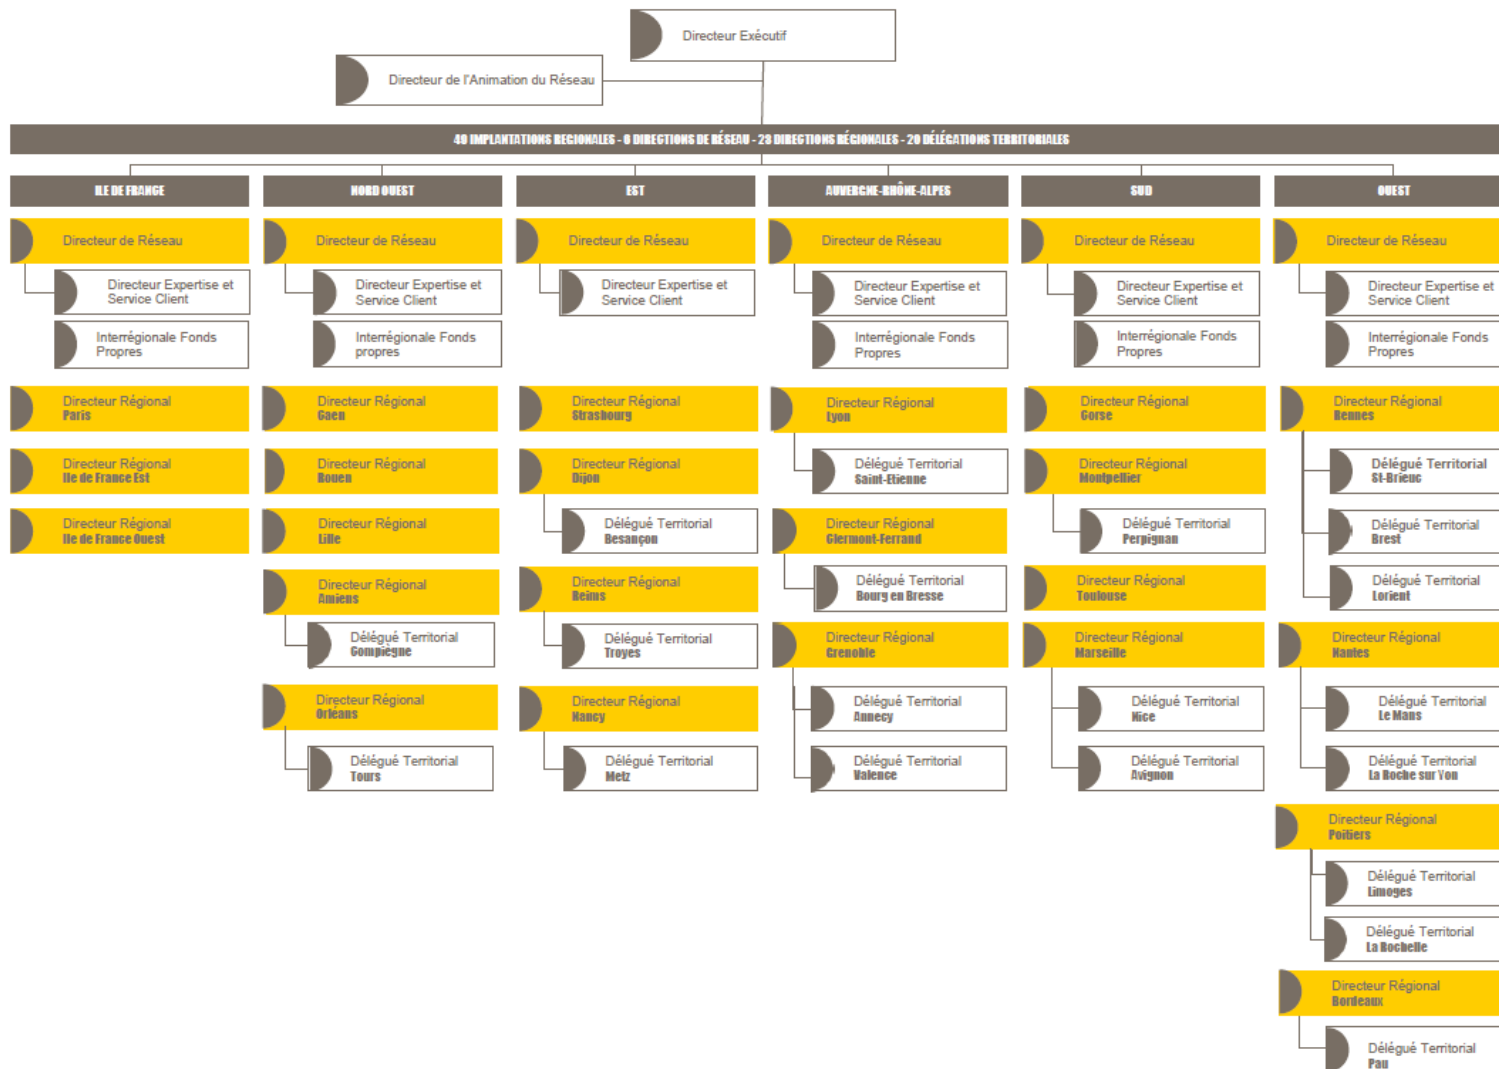 Directeur Exécutif
Directeur de l'Animation du Réseau
49 IMPLANTATIONS REGIONALES - 6 DIRECTIONS DE RÉSEAU - 23 DIRECTIONS RÉGIONALES - 20 DÉLÉGATIONS TERRITORIALES
ILE DE FRANCE
Directeur de Réseau
Directeur Expertise et
Service Client
Interrégionale Fonds
Propres
Directeur Régional
Paris
Directeur Régional
Ile de France Est
Directeur Régional
Ile de France Ouest
NORD OUEST
Directeur de Réseau
Directeur Expertise et
Service Client
Interrégionale Fonds
propres
Directeur Régional
Caen
Directeur Régional
Rouen
Directeur Régional
Lille
Directeur Régional
Amiens
Délégué Territorial
Compiègne
Directeur Régional
Orléans
Délégué Territorial
Tours
EST
Directeur de Réseau
Directeur Expertise et
Service Client
Directeur Régional
Strasbourg
Directeur Régional
Dijon
Délégué Territorial
Besançon
Directeur Régional
Reims
Délégué Territorial
Troyes
Directeur Régional
Nancy
Délégué Territorial
Metz
AUVERGNE-RHÔNE-ALPES
Directeur de Réseau
Directeur Expertise et
Service Client
Interrégionale Fonds
Propres
Directeur Régional
Lyon
Délégué Territorial
Saint-Etienne
Directeur Régional
Clermont-Ferrand
Délégué Territorial
Bourg en Bresse
Directeur Régional
Grenoble
Délégué Territorial
Annecy
Délégué Territorial
Valence
SUD
Directeur de Réseau
Directeur Expertise et
Service Client
Interrégionale Fonds
Propres
Directeur Régional
Corse
Directeur Régional
Montpellier
Délégué Territorial
Perpignan
Directeur Régional
Toulouse
Directeur Régional
Marseille
Délégué Territorial
Nice
Délégué Territorial
Avignon
OUEST
Directeur de Réseau
Directeur Expertise et
Service Client
Interrégionale Fonds
Propres
Directeur Régional
Rennes
Délégué Territorial
St-Brieuc
Délégué Territorial
Brest
Délégué Territorial
Lorient
Directeur Régional
Nantes
Délégué Territorial
Le Mans
Délégué Territorial
La Roche sur Yon
Directeur Régional
Poitiers
Délégué Territorial
Limoges
Délégué Territorial
La Rochelle
Directeur Régional
Bordeaux
Délégué Territorial
Pau